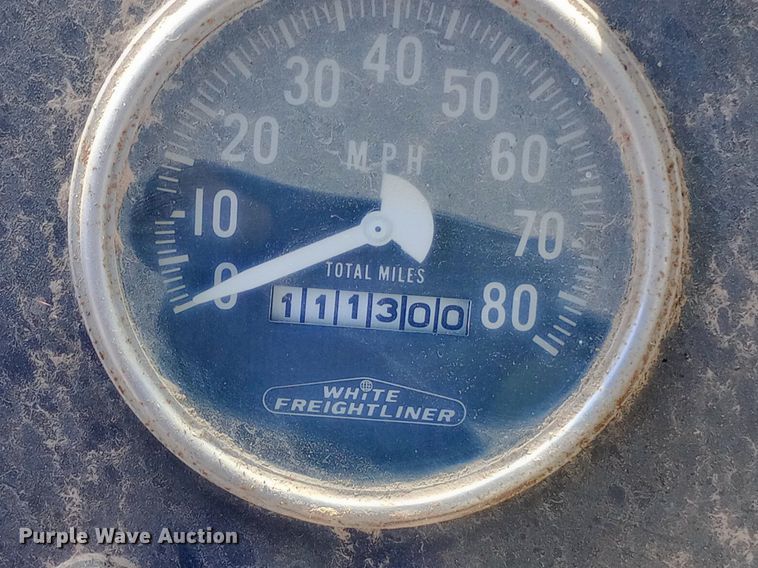 40
30
50
20
60
MPH
10
70
TOTAL MILES
0
111300
80
WHITE
FREIGHTLINER
Purple Wave Auction